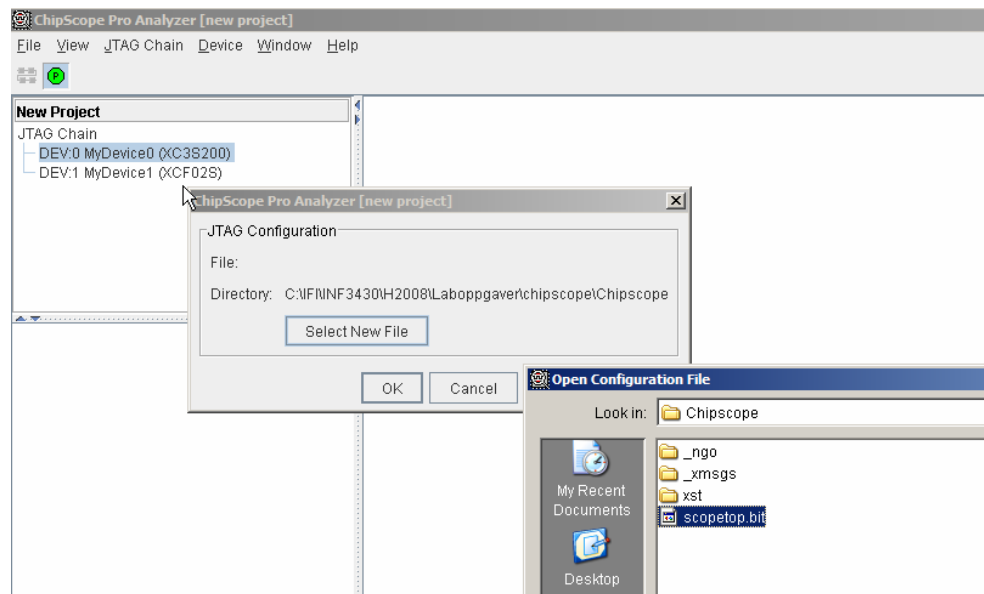 ChipScope Pro Analyzer [new project]
File View JTAG Chain Device Window Help
P
New Project
JTAG Chain
DEV:0 MyDevice0 (XC3S200)
DEV:1 MyDevice1 (XCF02S)
ChipScope Pro Analyzer [new project]
JTAG Configuration
File:
Directory: C:\IFI\INF3430\H2008\Laboppgaver\chipscope\Chipscope
Select New File
OK Cancel
Open Configuration File
Look in: Chipscope
My Recent Documents
Desktop
_ngo
_xmsgs
xst
scopetop.bit